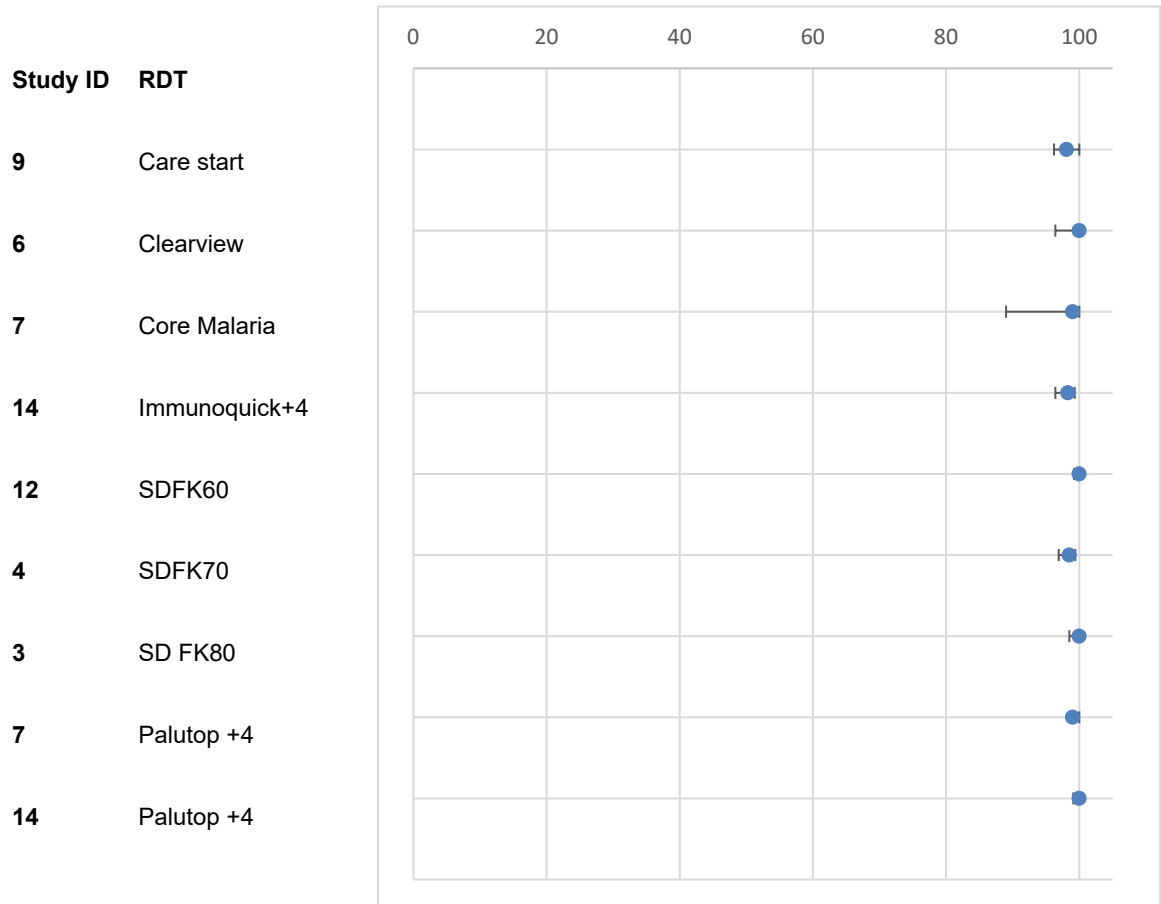 0 20 40 60 80 100
Study ID RDT
9 Care start
6 Clearview
7 Core Malaria
14 Immunoquick+4
12 SDFK60
4 SDFK70
3 SD FK80
7 Palutop +4
14 Palutop +4